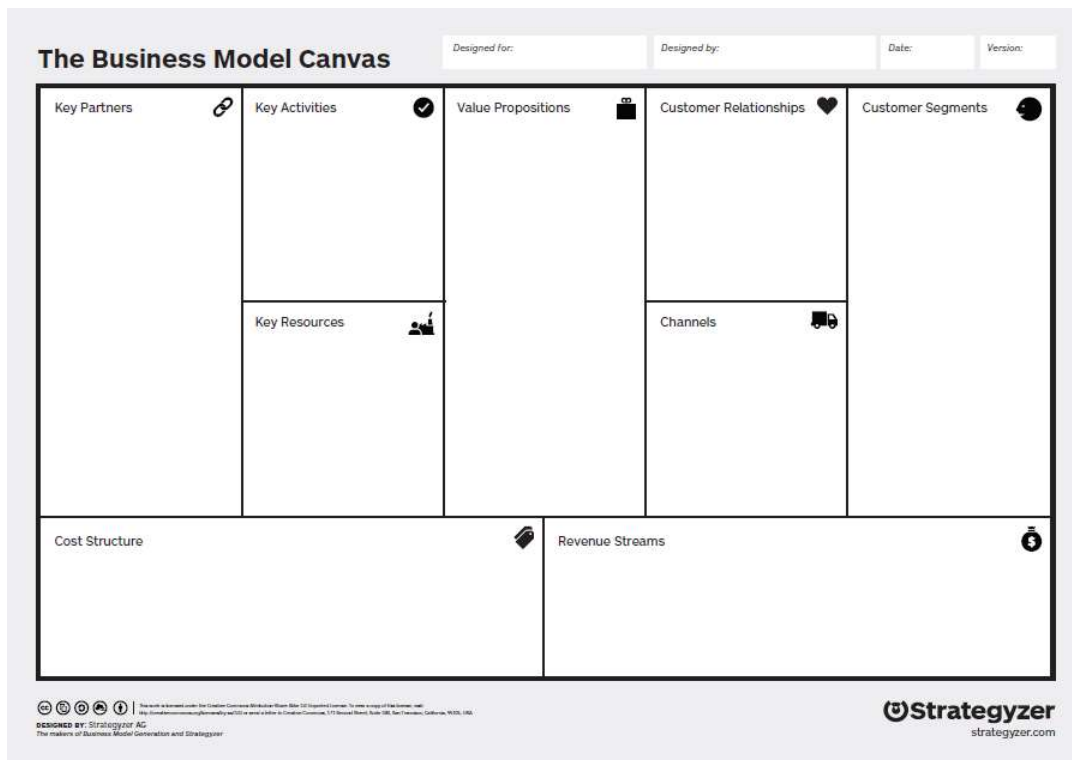 The Business Model Canvas
Designed for:
Designed by:
Date:
Version:
Key Partners
Key Activities
Value Propositions
Customer Relationships
Customer Segments
Key Resources
Channels
Cost Structure
Revenue Streams
DESIGNED BY: Strategyzer AG
The makers of Business Model Generation and Strategyzer
Strategyzer
strategyzer.com